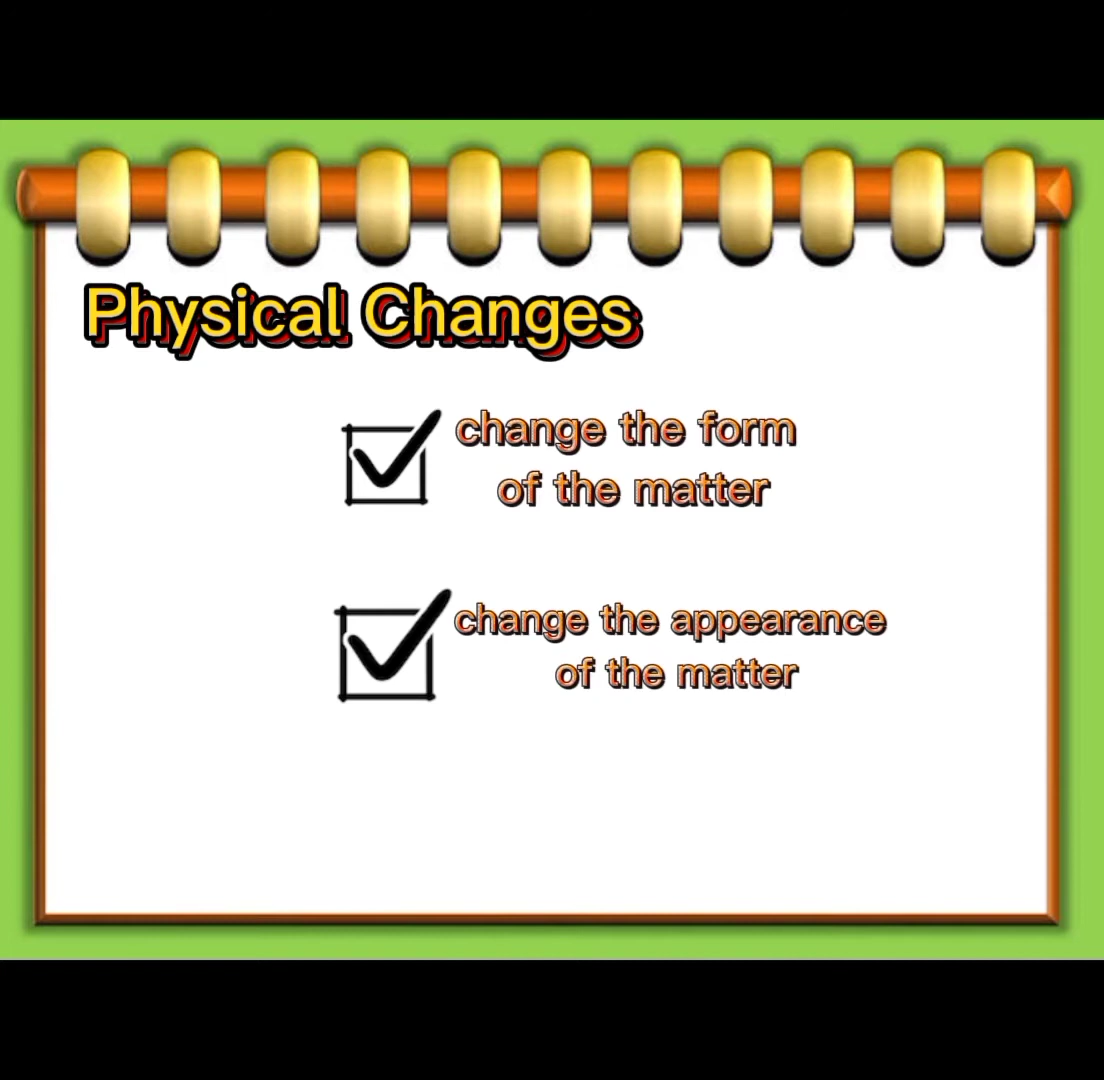 Physical Changes
change the form
of the matter
change the appearance
of the matter